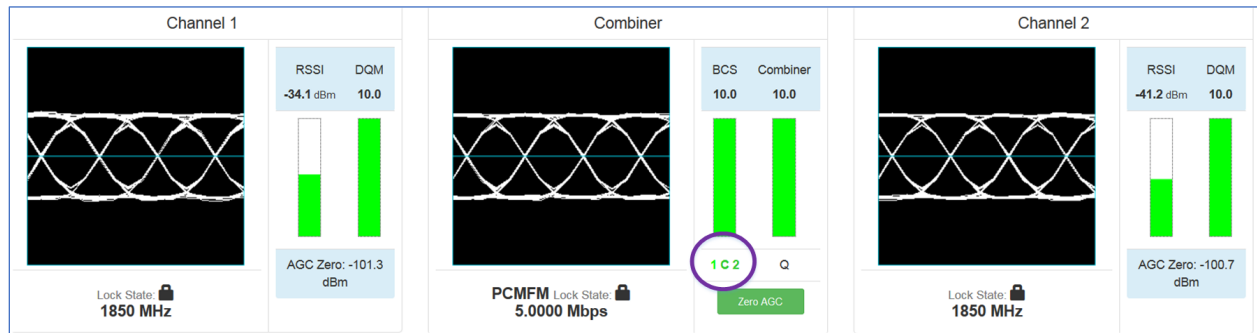 Channel 1
RSSI DQM
-34.1 dBm 10.0
AGC Zero: -101.3
dBm
Lock State:
1850 MHz
Combiner
BCS Combiner
10.0 10.0
1 C 2 Q
Zero AGC
PCMFM Lock State:
5.0000 Mbps
Channel 2
RSSI DQM
-41.2 dBm 10.0
AGC Zero: -100.7
dBm
Lock State:
1850 MHz